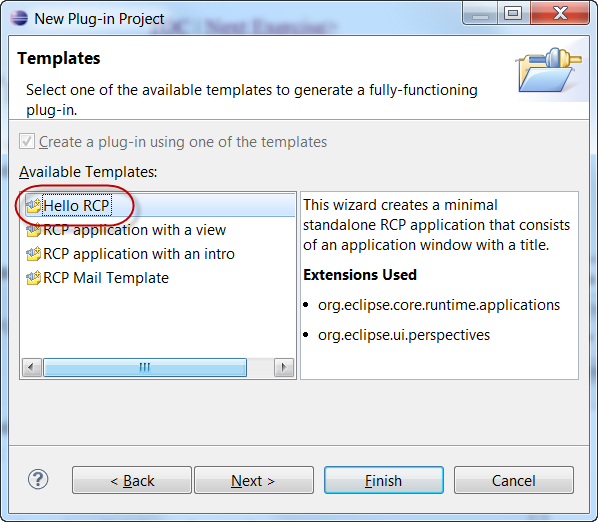 New Plug-in Project
Templates
Select one of the available templates to generate a fully-functioning
plug-in.
Create a plug-in using one of the templates
Available Templates:
Hello RCP
RCP application with a view
RCP application with an intro
RCP Mail Template
This wizard creates a minimal
standalone RCP application that consists
of an application window with a title.
Extensions Used
• org.eclipse.core.runtime.applications
• org.eclipse.ui.perspectives
?
< Back
Next >
Finish
Cancel